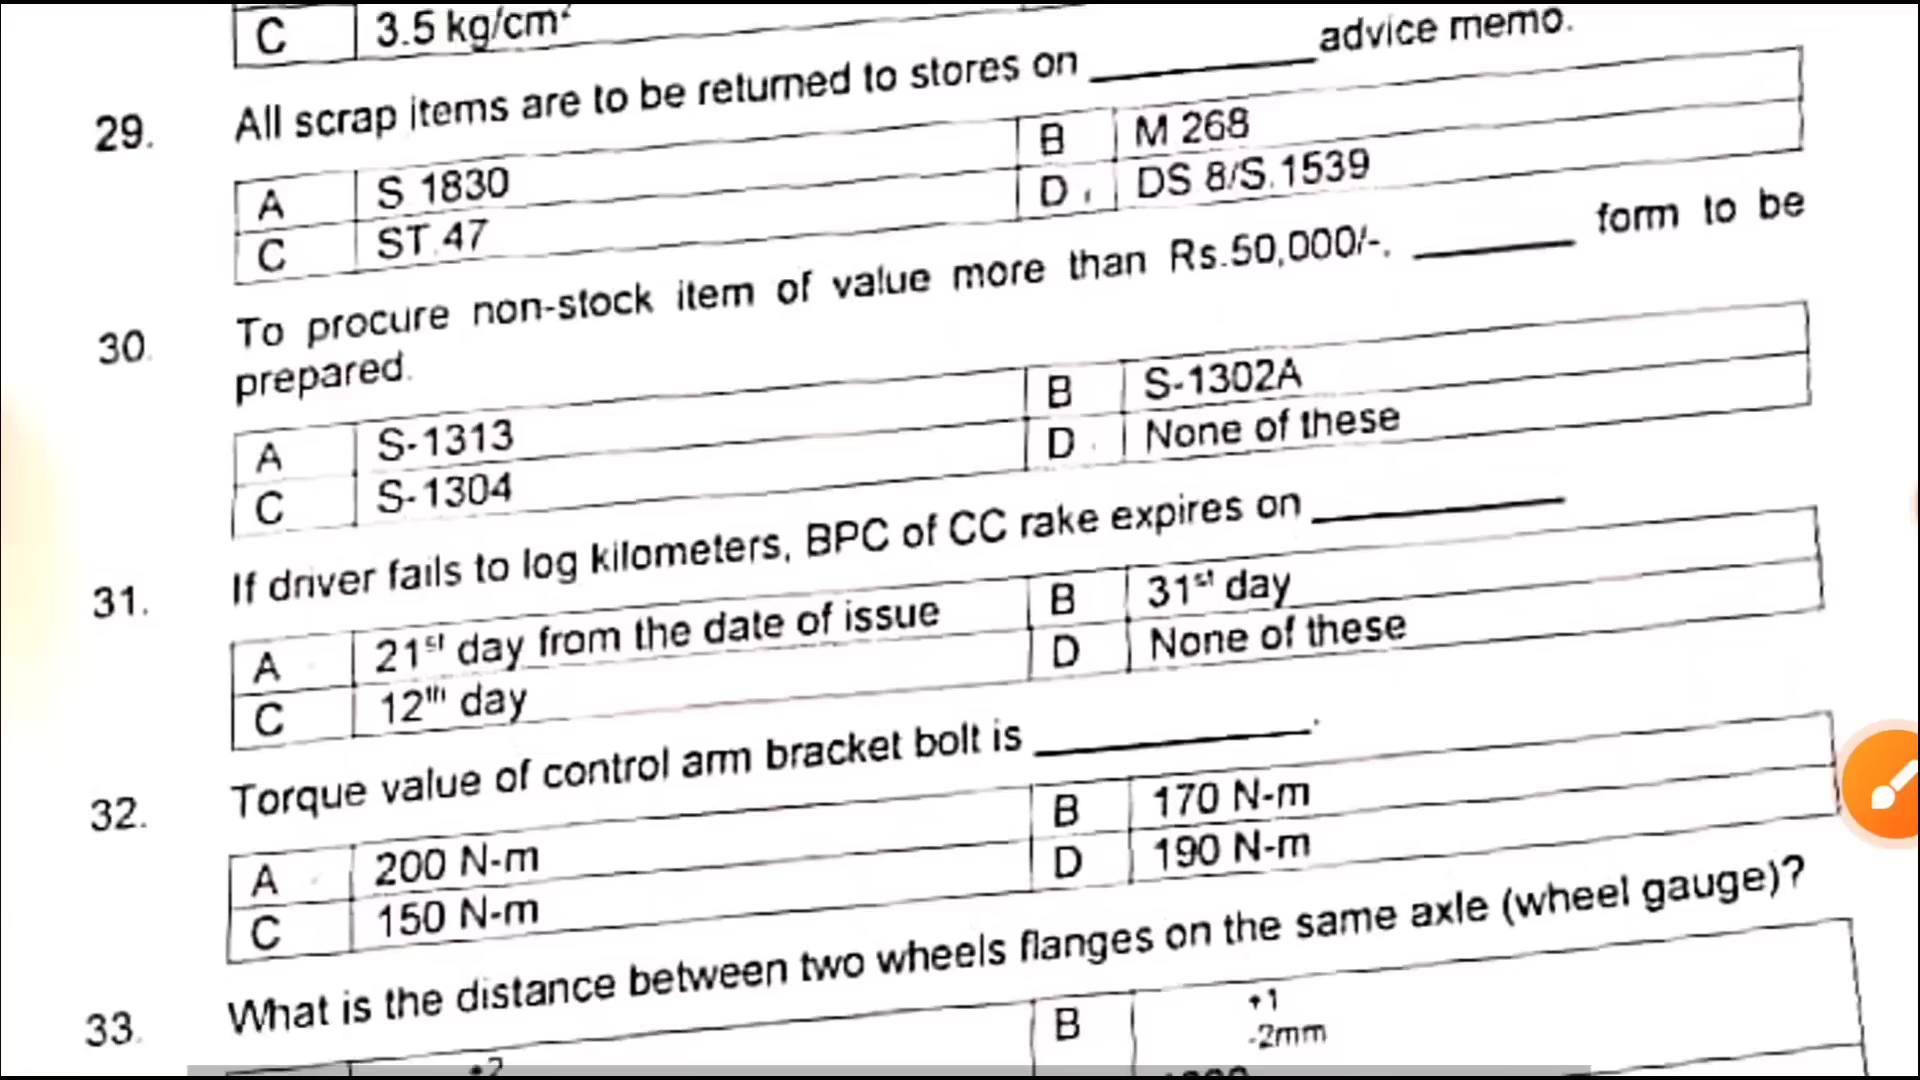 C 3.5 kg/cm²
29. All scrap items are to be returned to stores on ________ advice memo.
A S 1830 B M 268
C ST.47 D DS 8/S.1539
30. To procure non-stock item of value more than Rs.50,000/-, ________ form to be
prepared.
A S-1313 B S-1302A
C S-1304 D None of these
31. If driver fails to log kilometers, BPC of CC rake expires on ________
A 21st day from the date of issue B 31st day
C 12th day D None of these
32. Torque value of control arm bracket bolt is ________.
A 200 N-m B 170 N-m
C 150 N-m D 190 N-m
33. What is the distance between two wheels flanges on the same axle (wheel gauge)?
B +1
-2mm